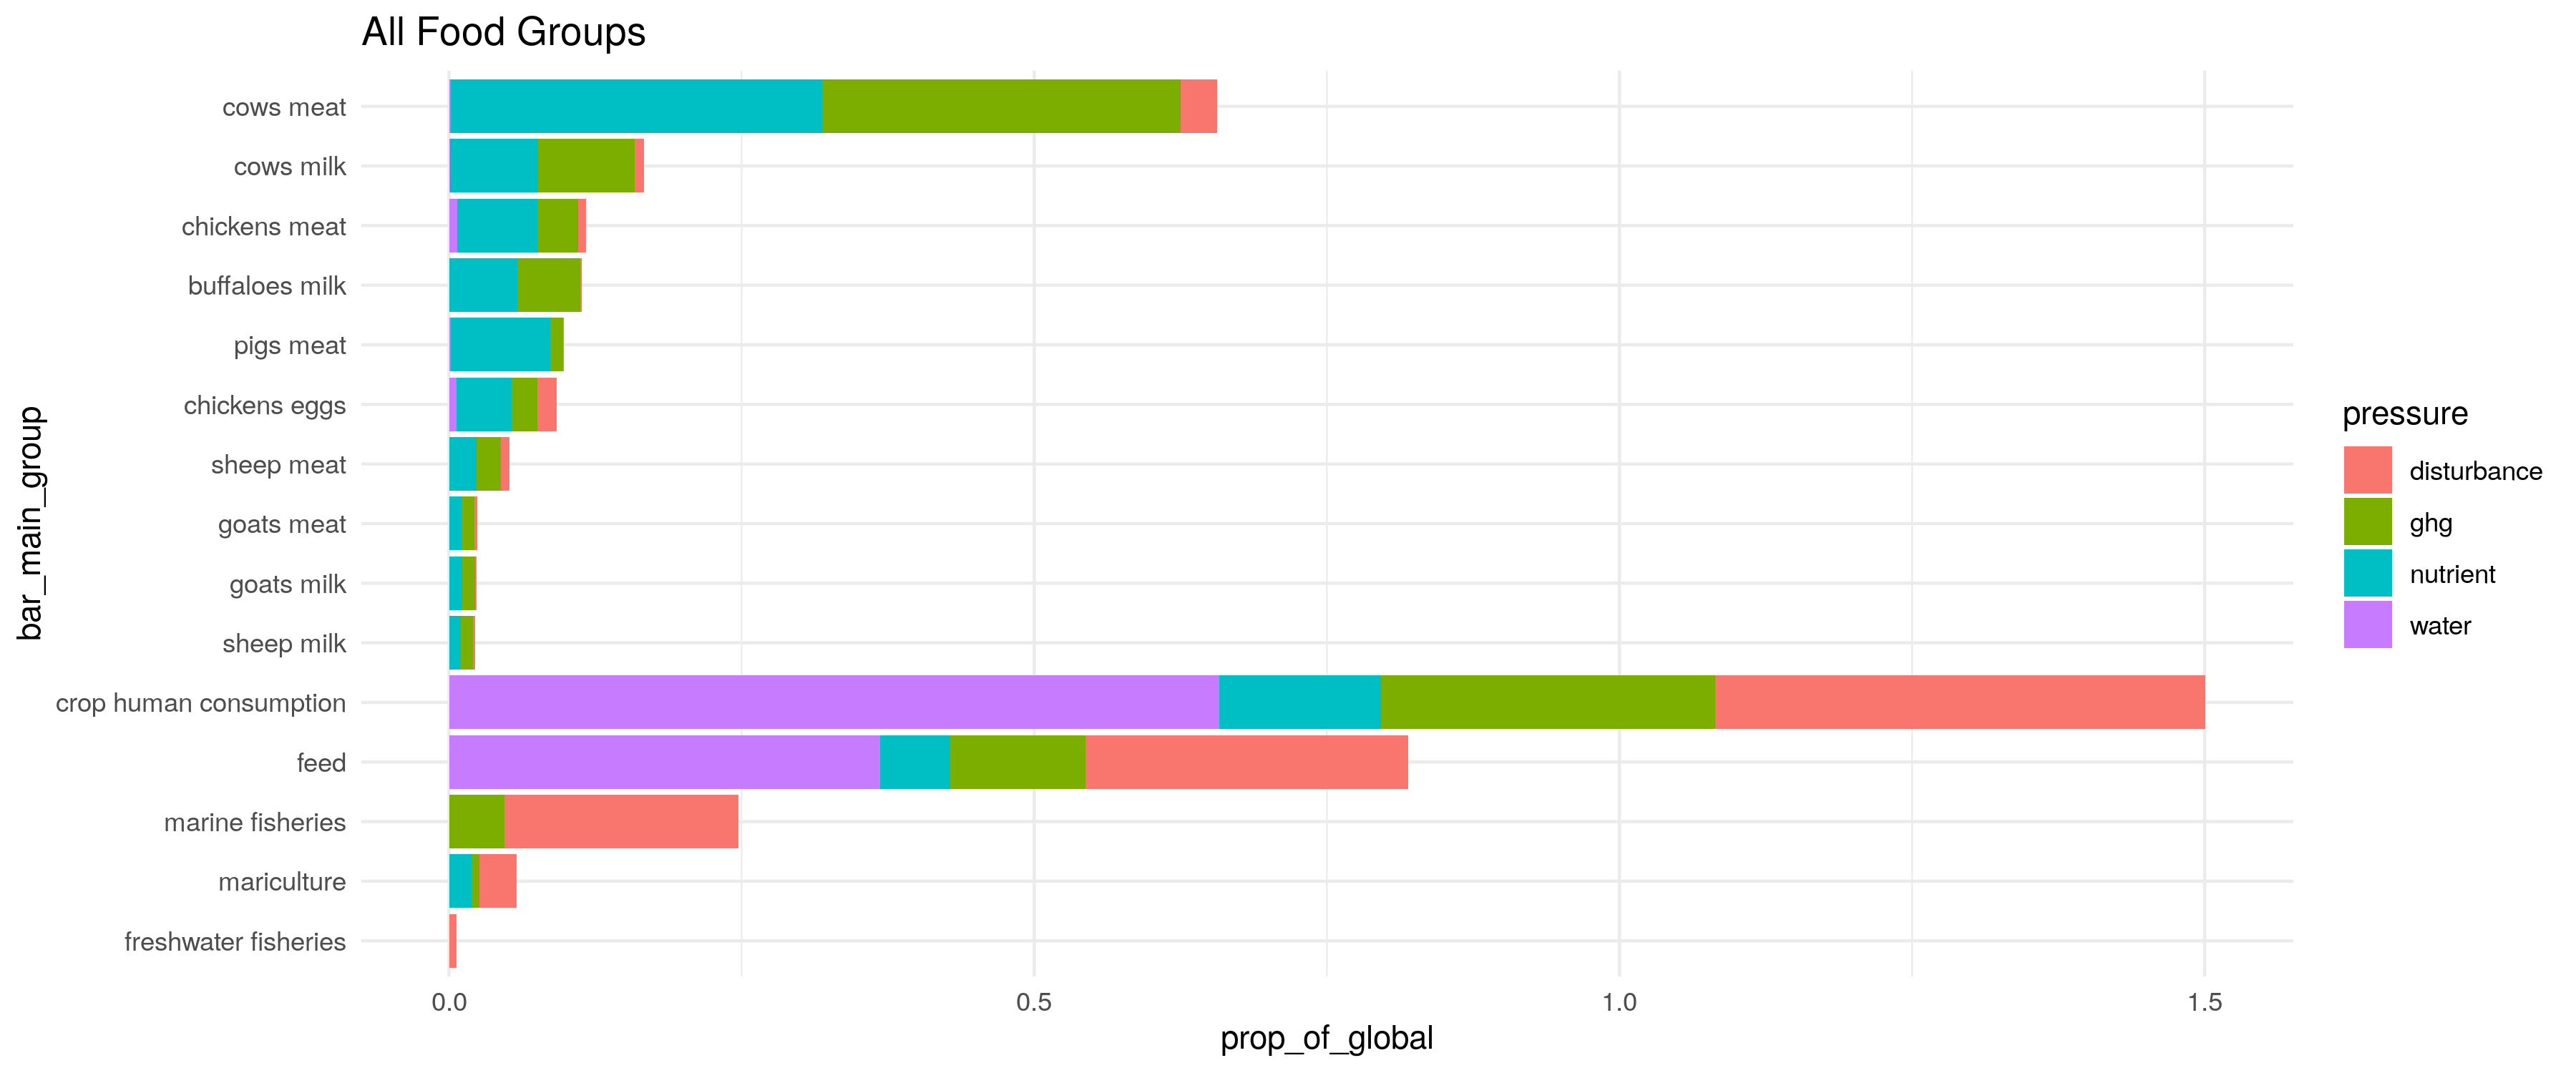 All Food Groups
bar_main_group
cows meat
cows milk
chickens meat
buffaloes milk
pigs meat
chickens eggs
sheep meat
goats meat
goats milk
sheep milk
crop human consumption
feed
marine fisheries
mariculture
freshwater fisheries
0.0 0.5 1.0 1.5
prop_of_global
pressure
disturbance
ghg
nutrient
water